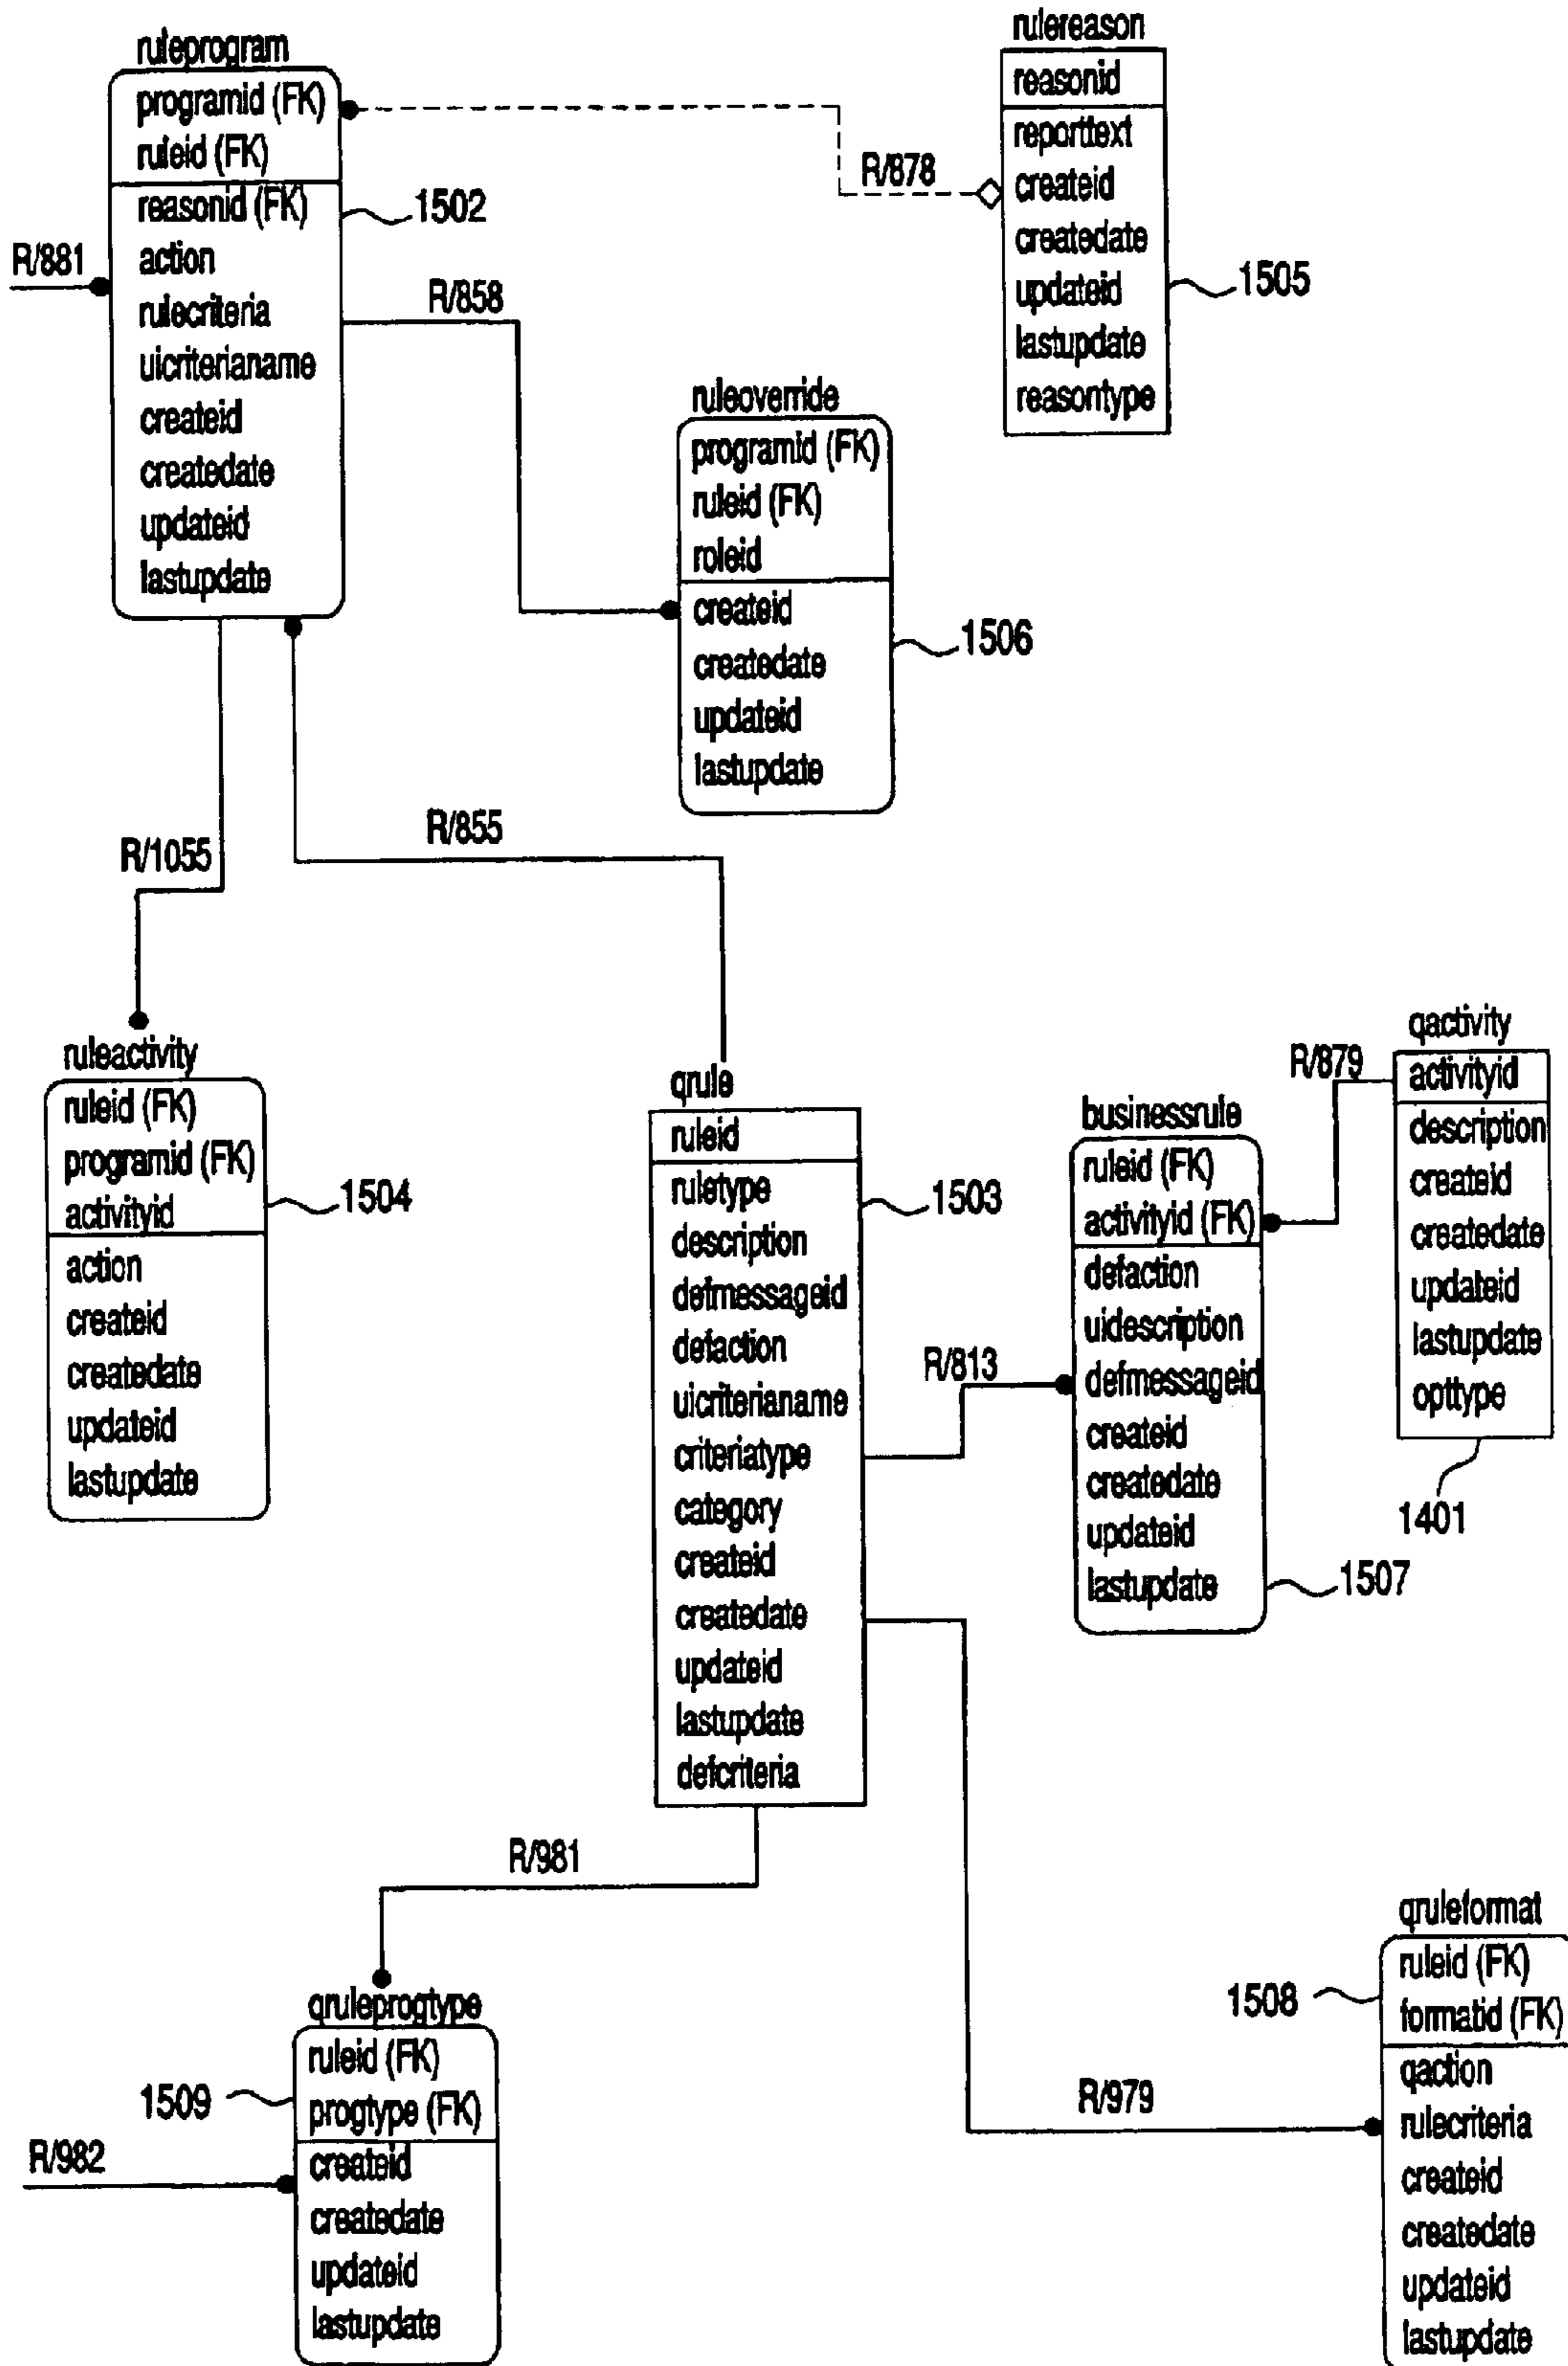 ruleprogram
programid (FK)
ruleid (FK)
reasonid (FK)
action
rulecriteria
uicriterianame
createid
createdate
updateid
lastupdate
1502
R/881
R/878
rulereason
reasonid
reporttext
createid
createdate
updateid
lastupdate
reasontype
1505
R/858
ruleoverride
programid (FK)
ruleid (FK)
roleid
createid
createdate
updateid
lastupdate
1506
R/1055
R/855
ruleactivity
ruleid (FK)
programid (FK)
activityid
action
createid
createdate
updateid
lastupdate
1504
qrule
ruleid
ruletype
description
defmessageid
defaction
uicriterianame
criteriatype
category
createid
createdate
updateid
lastupdate
defcriteria
1503
R/813
businessrule
ruleid (FK)
activityid (FK)
defaction
uidescription
defmessageid
createid
createdate
updateid
lastupdate
1507
R/879
qactivity
activityid
description
createid
createdate
updateid
lastupdate
opttype
1401
R/981
qruleprogtype
ruleid (FK)
progtype (FK)
createid
createdate
updateid
lastupdate
1509
R/982
R/979
qruleformat
ruleid (FK)
formatid (FK)
qaction
rulecriteria
createid
createdate
updateid
lastupdate
1508